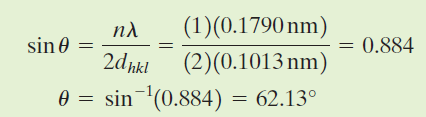 sin θ = nλ / 2d_hkl = (1)(0.1790 nm) / (2)(0.1013 nm) = 0.884
θ = sin⁻¹(0.884) = 62.13°